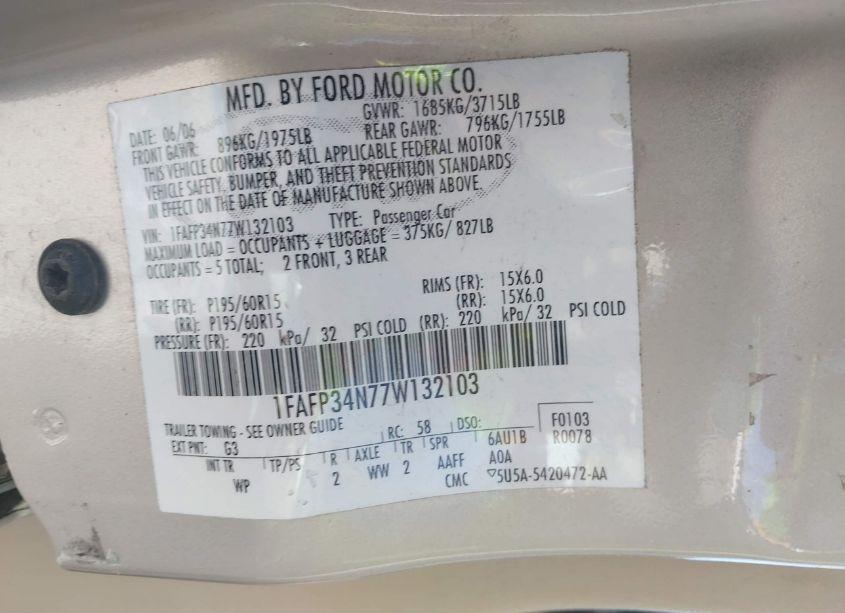 MFD. BY FORD MOTOR CO.
DATE: 06/06 GVWR: 1685KG/3715LB
FRONT GAWR: 896KG/1975LB REAR GAWR: 796KG/1755LB
THIS VEHICLE CONFORMS TO ALL APPLICABLE FEDERAL MOTOR
VEHICLE SAFETY, BUMPER, AND THEFT PREVENTION STANDARDS
IN EFFECT ON THE DATE OF MANUFACTURE SHOWN ABOVE.
VIN: 1FAFP34N77W132103 TYPE: Passenger Car
MAXIMUM LOAD = OCCUPANTS + LUGGAGE = 375KG/ 827LB
OCCUPANTS = 5 TOTAL; 2 FRONT, 3 REAR
TIRE (FR): P195/60R15 RIMS (FR): 15X6.0
(RR): P195/60R15 (RR): 15X6.0
PRESSURE (FR): 220 kPa/ 32 PSI COLD (RR): 220 kPa/ 32 PSI COLD
1FAFP34N77W132103
TRAILER TOWING - SEE OWNER GUIDE
EXT PNT: G3 RC: 58 DSO: F0103
INT TR TP/PS R AXLE TR SPR 6AU1B R0078
WP 2 WW 2 AAFF A0A
CMC ▽5U5A-5420472-AA